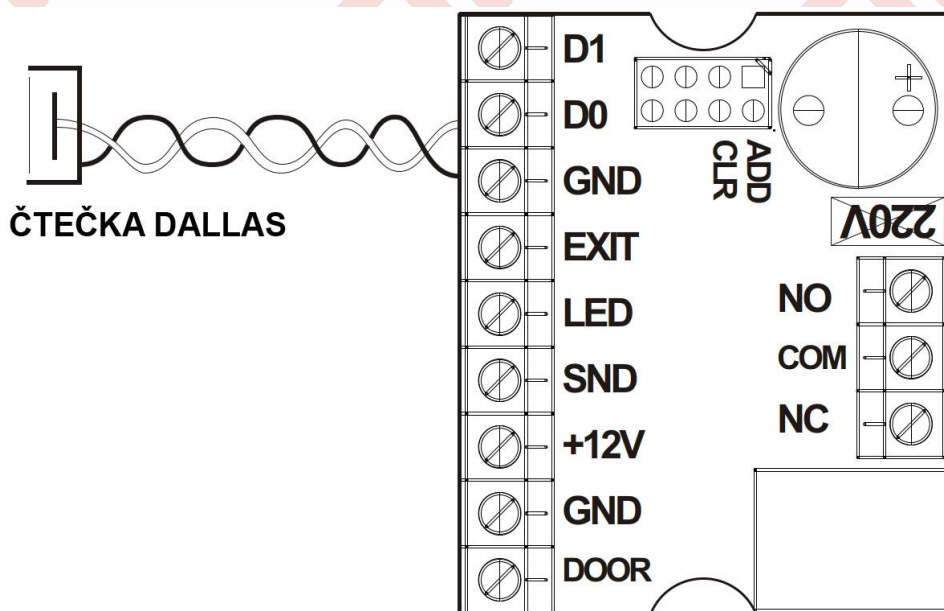 D1
D0
GND
EXIT
LED
SND
+12V
GND
DOOR
ČTEČKA DALLAS
ADD
CLR
220V
NO
COM
NC